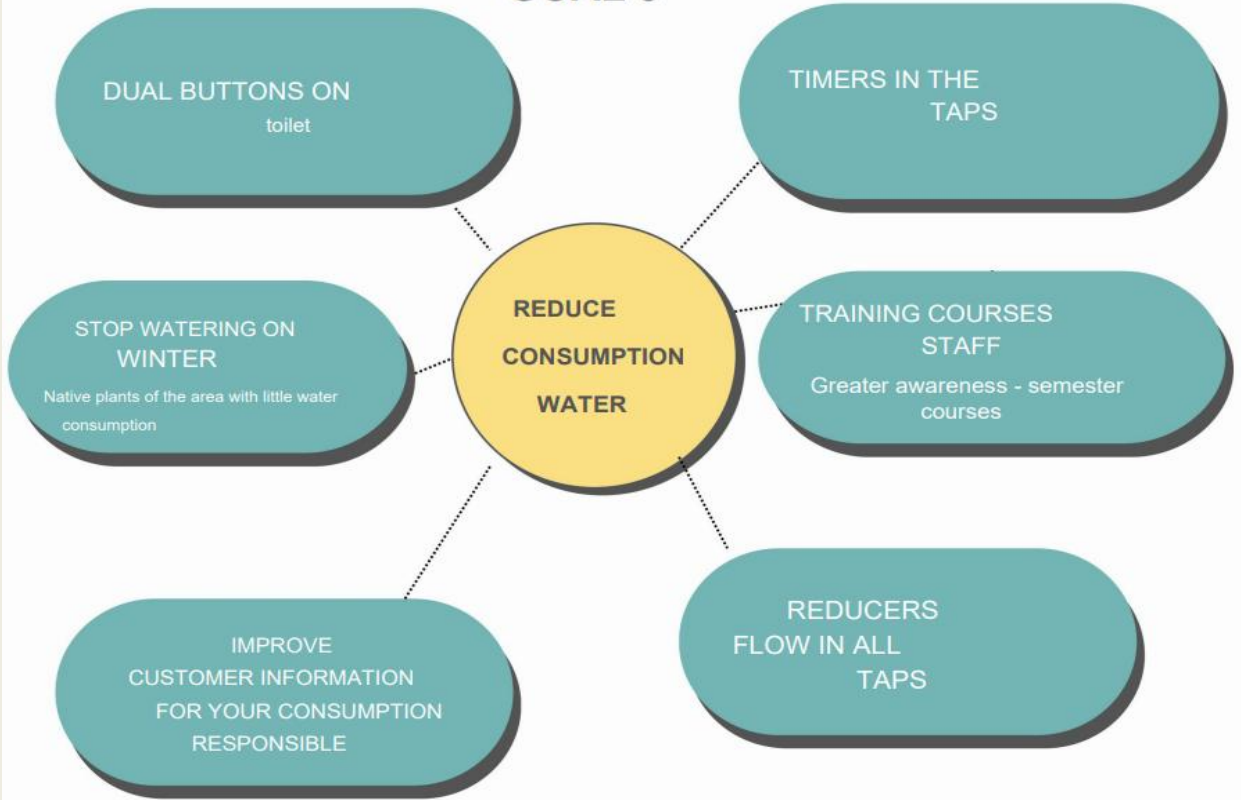 DUAL BUTTONS ON
toilet
TIMERS IN THE
TAPS
REDUCE
CONSUMPTION
WATER
STOP WATERING ON
WINTER
Native plants of the area with little water
consumption
TRAINING COURSES
STAFF
Greater awareness - semester
courses
IMPROVE
CUSTOMER INFORMATION
FOR YOUR CONSUMPTION
RESPONSIBLE
REDUCERS
FLOW IN ALL
TAPS